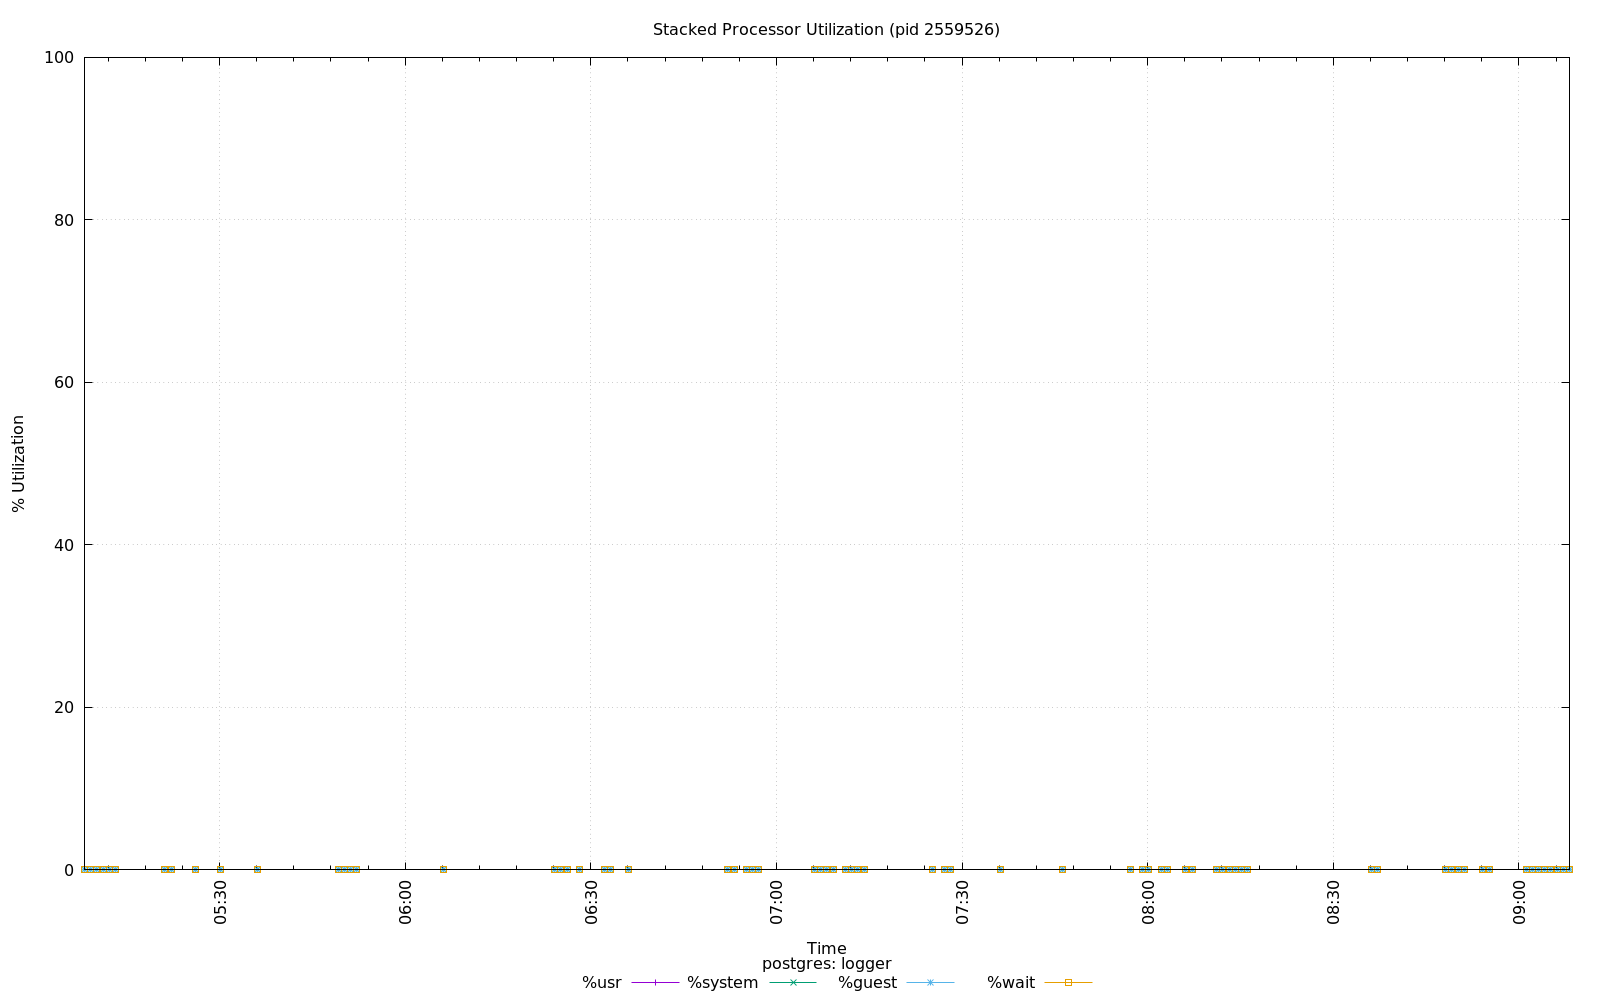 Stacked Processor Utilization (pid 2559526)
100
80
60
40
20
0
% Utilization
05:30
06:00
06:30
07:00
07:30
08:00
08:30
09:00
Time
postgres: logger
%usr %system %guest %wait